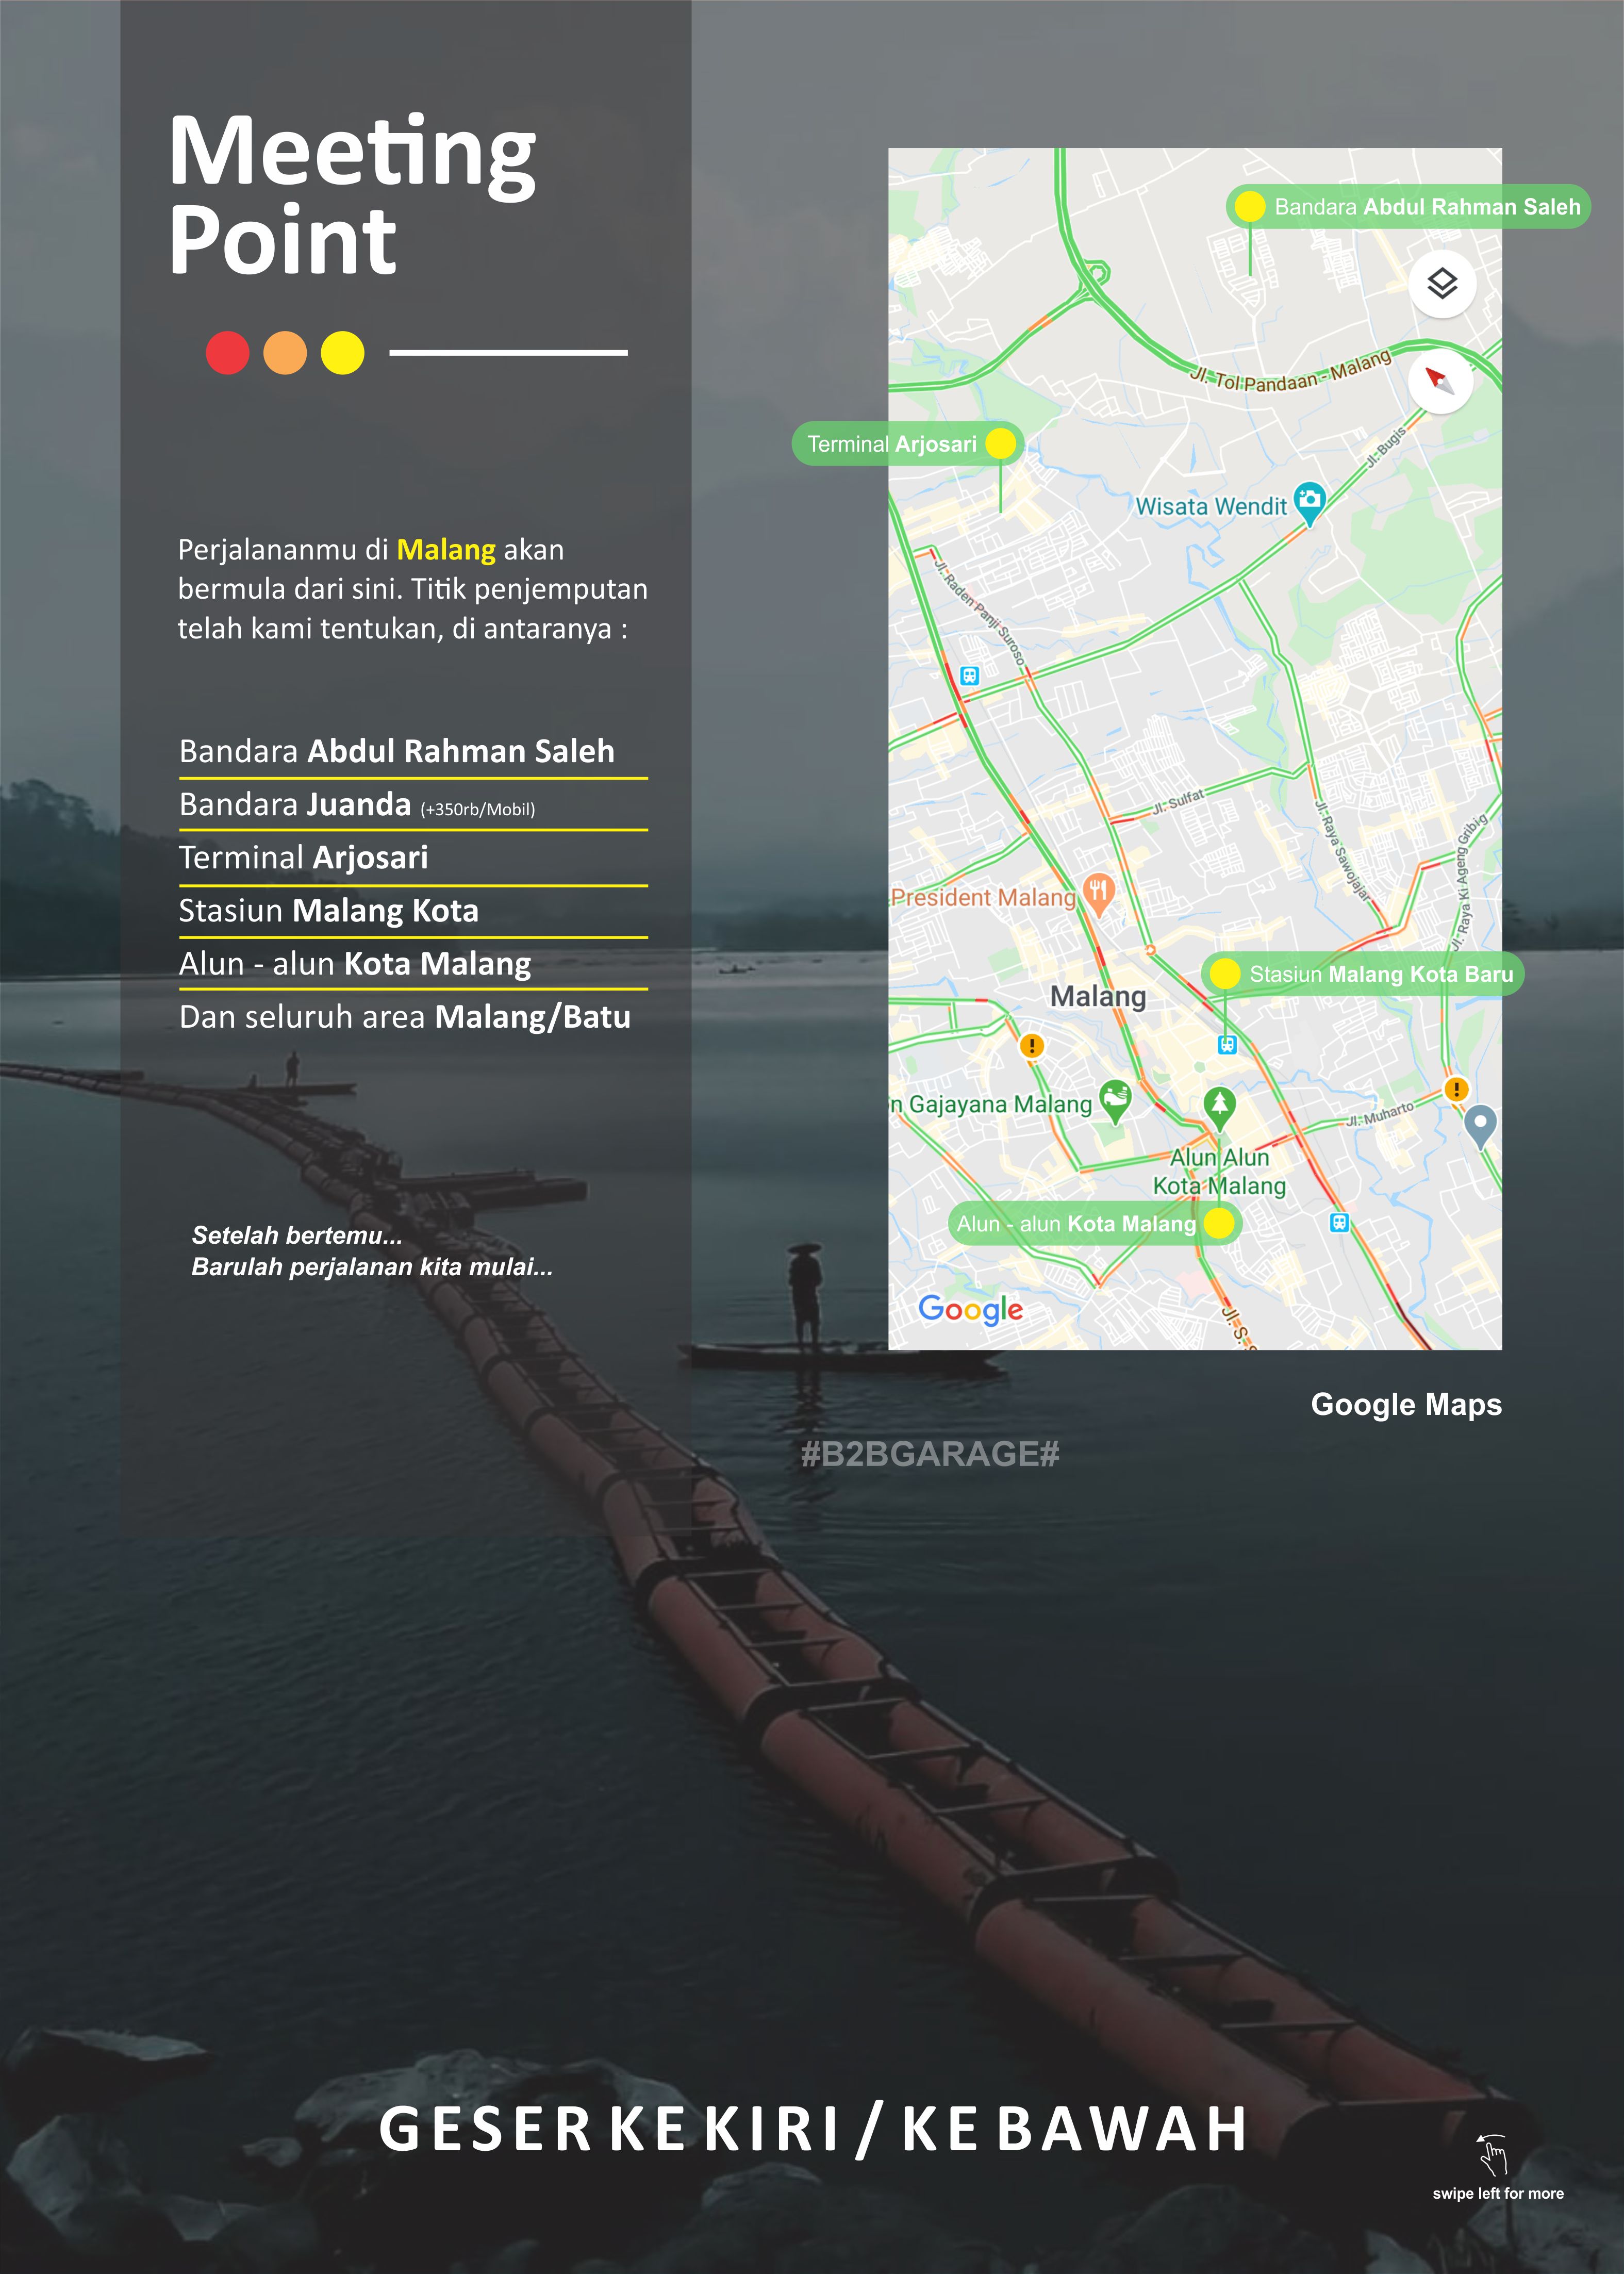 Meeting
Point
Perjalananmu di Malang akan
bermula dari sini. Titik penjemputan
telah kami tentukan, di antaranya :
Bandara Abdul Rahman Saleh
Bandara Juanda (+350rb/Mobil)
Terminal Arjosari
Stasiun Malang Kota
Alun - alun Kota Malang
Dan seluruh area Malang/Batu
Setelah bertemu...
Barulah perjalanan kita mulai...
Bandara Abdul Rahman Saleh
Jl. Tol Pandaan - Malang
Terminal Arjosari
Jl. Bugis
Wisata Wendit
Jl. Raden Panji Suroso
Jl. Sulfat
Jl. Raya Sawojajar
Jl. Raya Ki Ageng Gribig
President Malang
Stasiun Malang Kota Baru
Malang
n Gajayana Malang
Jl. Muharto
Alun Alun
Kota Malang
Alun - alun Kota Malang
Google
Jl. S.
Google Maps
#B2BGARAGE#
GESER KE KIRI / KE BAWAH
swipe left for more